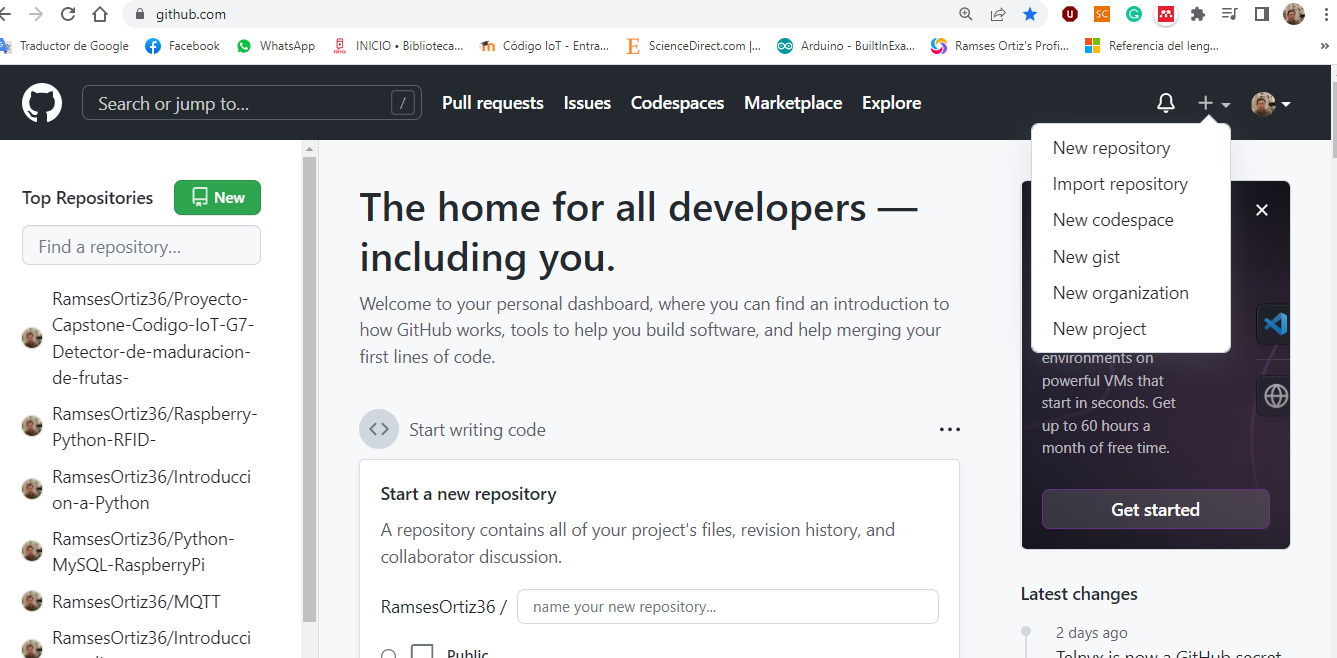 github.com
Traductor de Google
Facebook
WhatsApp
INICIO • Biblioteca...
Código IoT - Entra...
ScienceDirect.com |...
Arduino - BuiltInExa...
Ramses Ortiz's Profi...
Referencia del leng...
»
Search or jump to...
/
Pull requests
Issues
Codespaces
Marketplace
Explore
New repository
Import repository
New codespace
New gist
New organization
New project
Top Repositories
New
Find a repository...
RamsesOrtiz36/Proyecto-
Capstone-Codigo-IoT-G7-
Detector-de-maduracion-
de-frutas-
RamsesOrtiz36/Raspberry-
Python-RFID-
RamsesOrtiz36/Introducci
on-a-Python
RamsesOrtiz36/Python-
MySQL-RaspberryPi
RamsesOrtiz36/MQTT
RamsesOrtiz36/Introducci
The home for all developers —
including you.
Welcome to your personal dashboard, where you can find an introduction to
how GitHub works, tools to help you build software, and help merging your
first lines of code.
Start writing code
Start a new repository
A repository contains all of your project's files, revision history, and
collaborator discussion.
RamsesOrtiz36 /
name your new repository...
Public
environments on
powerful VMs that
start in seconds. Get
up to 60 hours a
month of free time.
Get started
Latest changes
2 days ago
Telnyx is now a GitHub secret